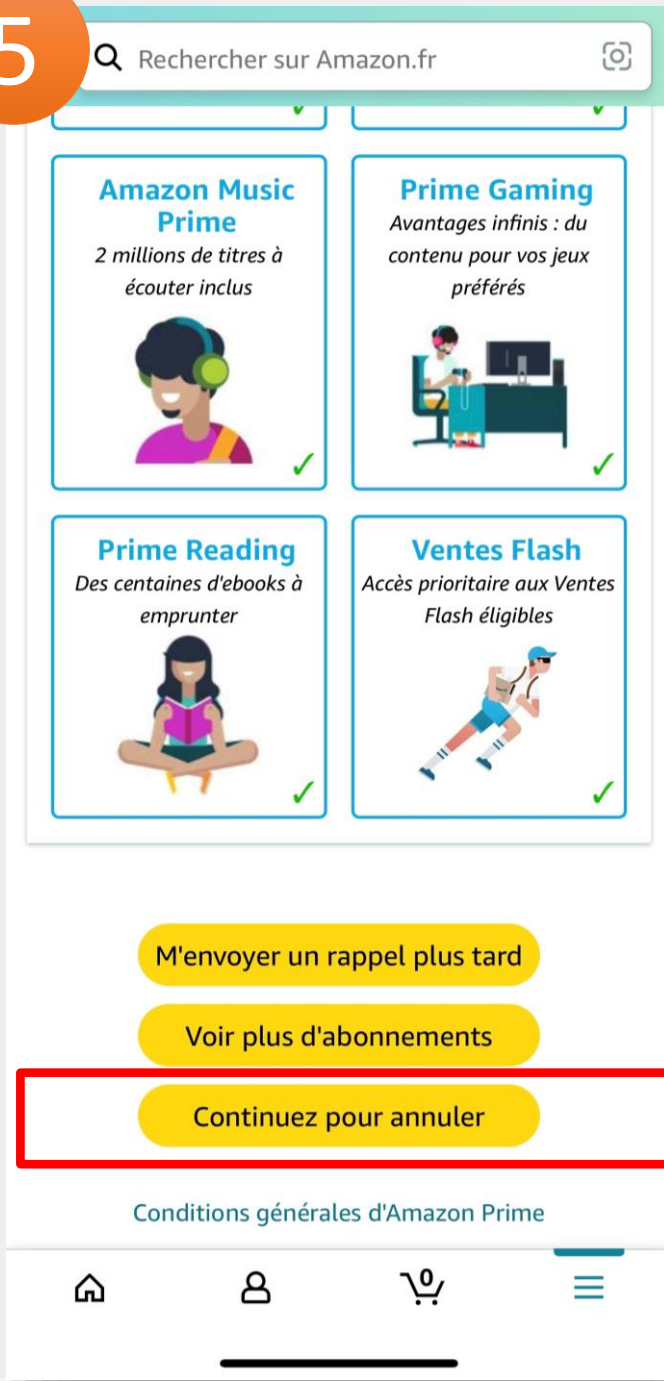 5
Rechercher sur Amazon.fr
Amazon Music
Prime
2 millions de titres à
écouter inclus
Prime Gaming
Avantages infinis : du
contenu pour vos jeux
préférés
Prime Reading
Des centaines d'ebooks à
emprunter
Ventes Flash
Accès prioritaire aux Ventes
Flash éligibles
M'envoyer un rappel plus tard
Voir plus d'abonnements
Continuez pour annuler
Conditions générales d'Amazon Prime
0